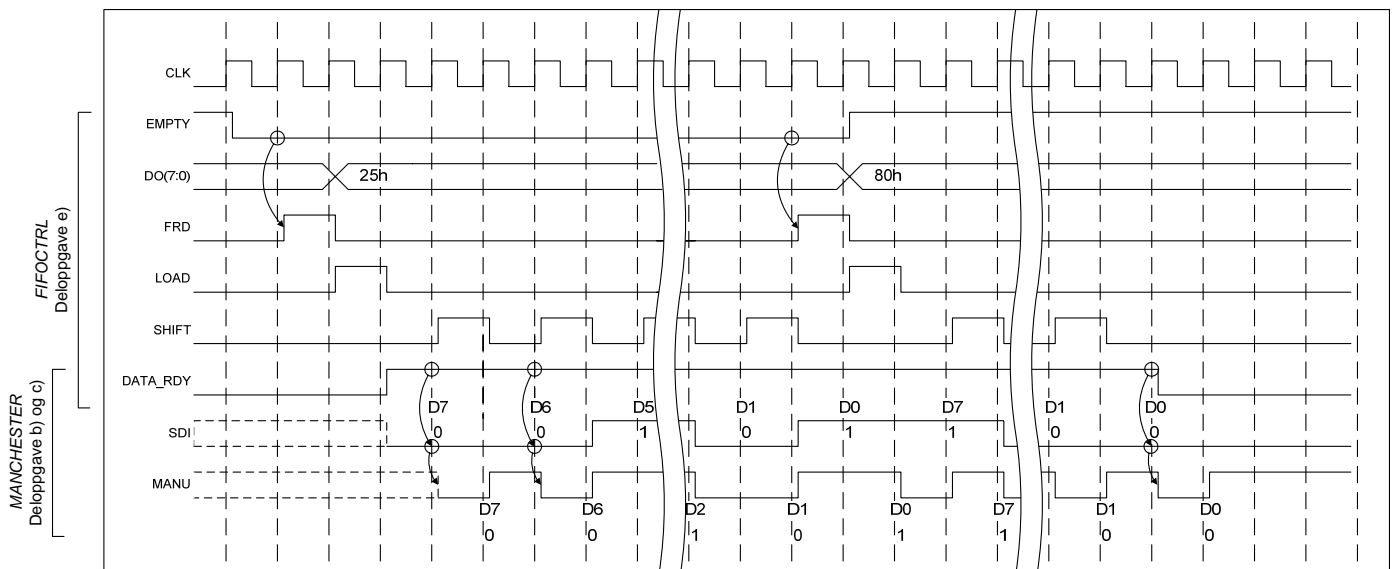 CLK
EMPTY
DO(7:0)
25h
80h
FRD
LOAD
SHIFT
DATA_RDY
D7 D6 D5 D1 D0 D7 D1 D0
SDI
0 0 1 0 1 1 0 0
MANU
D7 D6 D2 D1 D0 D7 D1 D0
0 0 1 0 1 1 0 0
FIFOCTRL
Deloppgave e)
MANCHESTER
Deloppgave b) og c)